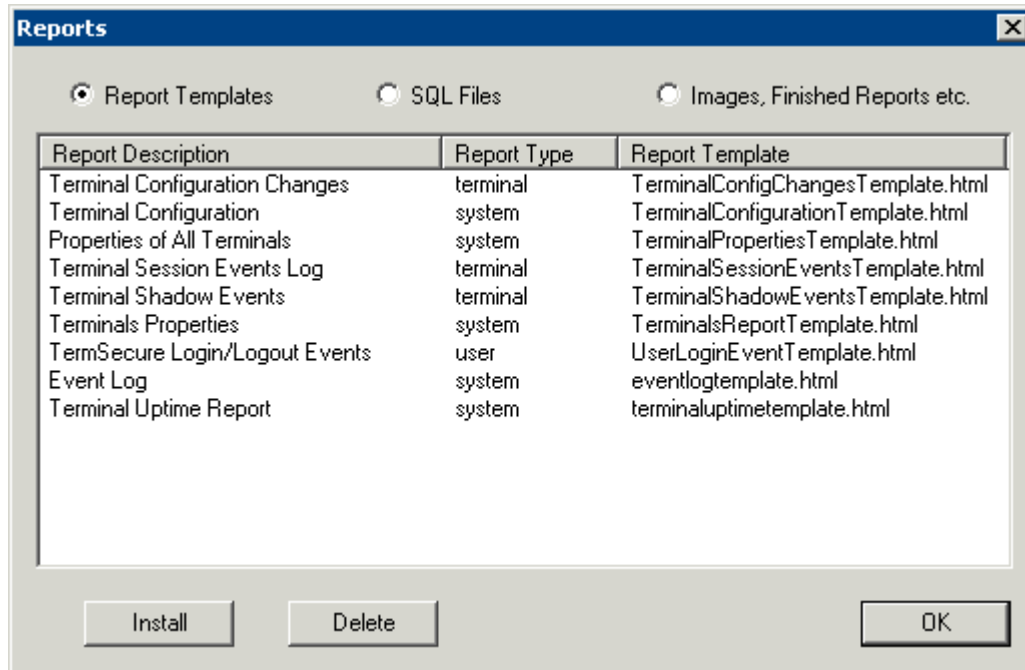 Reports
Report Templates SQL Files Images, Finished Reports etc.
Report Description Report Type Report Template
Terminal Configuration Changes terminal TerminalConfigChangesTemplate.html
Terminal Configuration system TerminalConfigurationTemplate.html
Properties of All Terminals system TerminalPropertiesTemplate.html
Terminal Session Events Log terminal TerminalSessionEventsTemplate.html
Terminal Shadow Events terminal TerminalShadowEventsTemplate.html
Terminals Properties system TerminalsReportTemplate.html
TermSecure Login/Logout Events user UserLoginEventTemplate.html
Event Log system eventlogtemplate.html
Terminal Uptime Report system terminaluptimetemplate.html
Install Delete OK